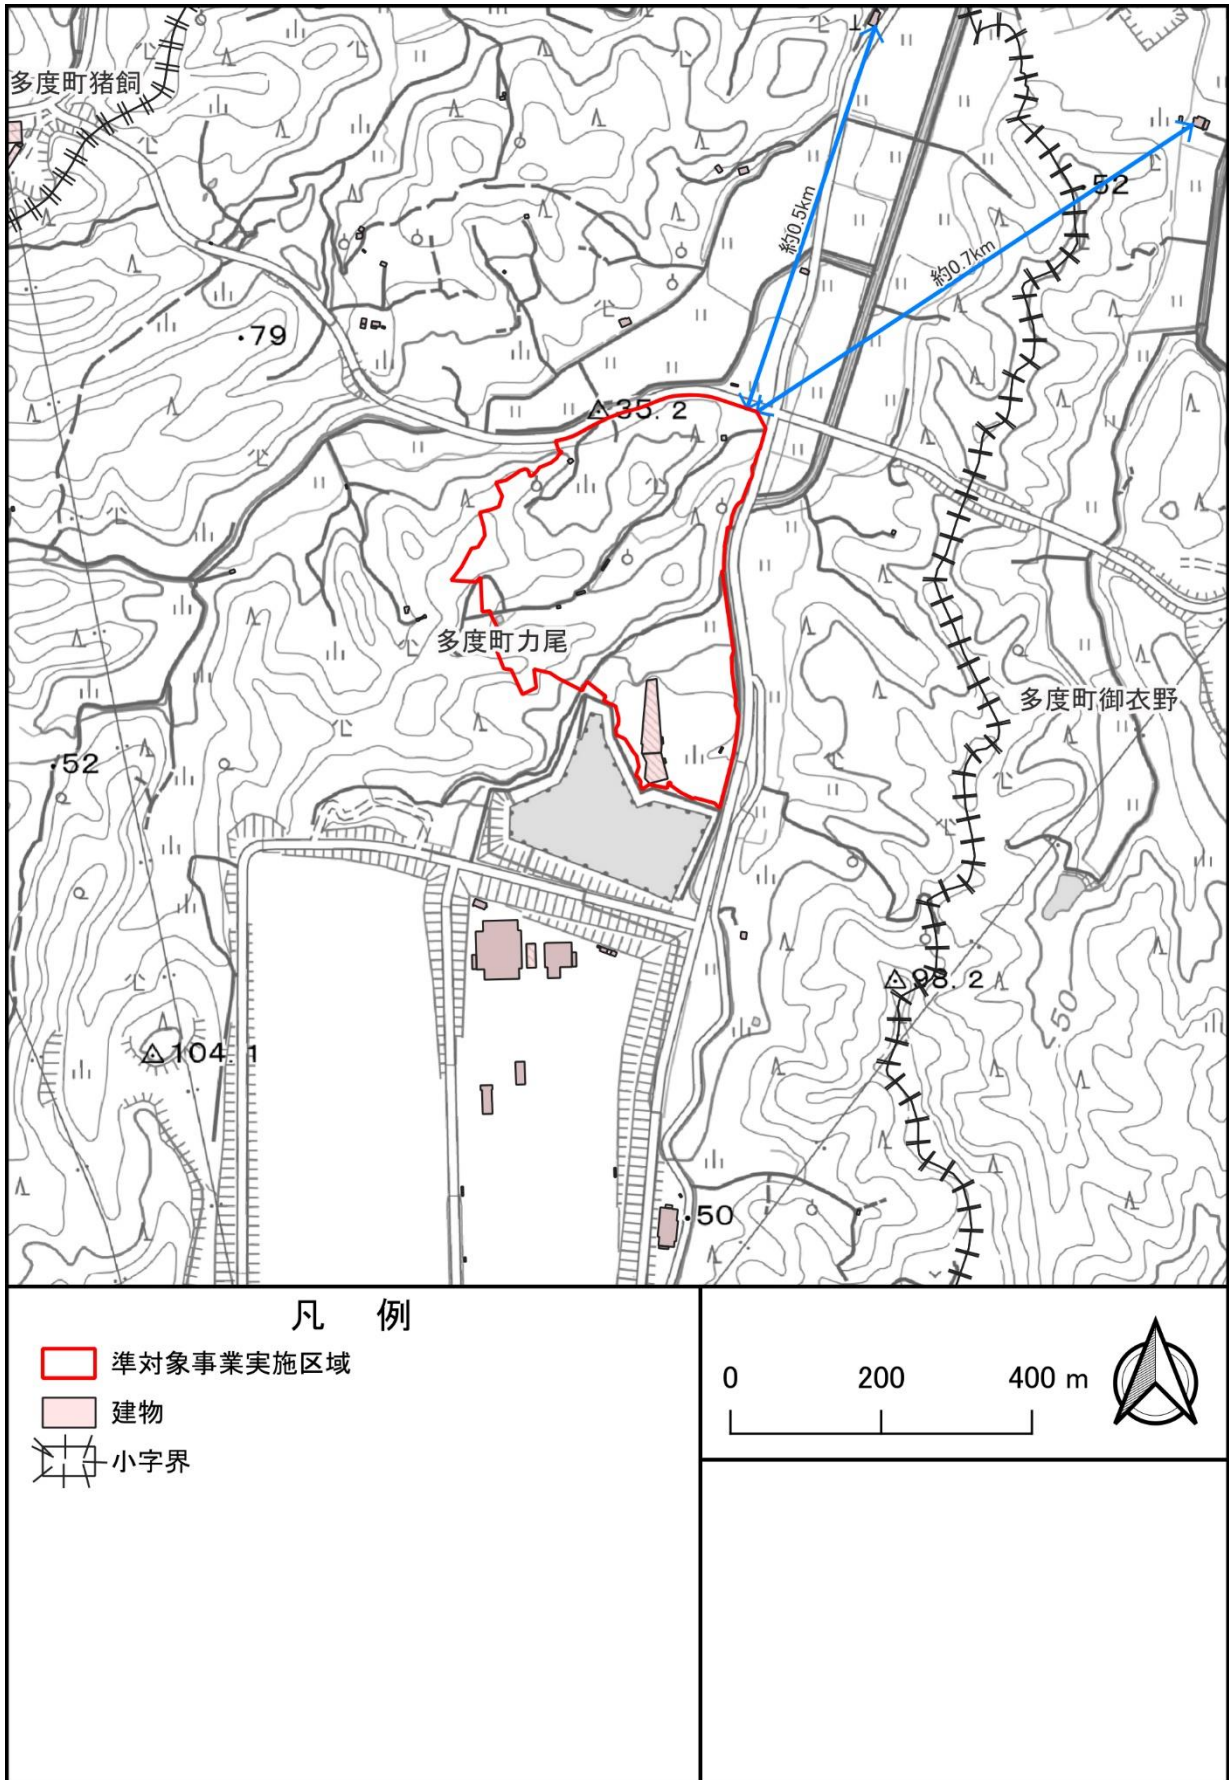 多度町猪飼
52
約0.5km
約0.7km
79
35.2
多度町力尾
多度町御衣野
52
98.2
50
104.1
50
凡 例
準対象事業実施区域
建物
小字界
0 200 400 m